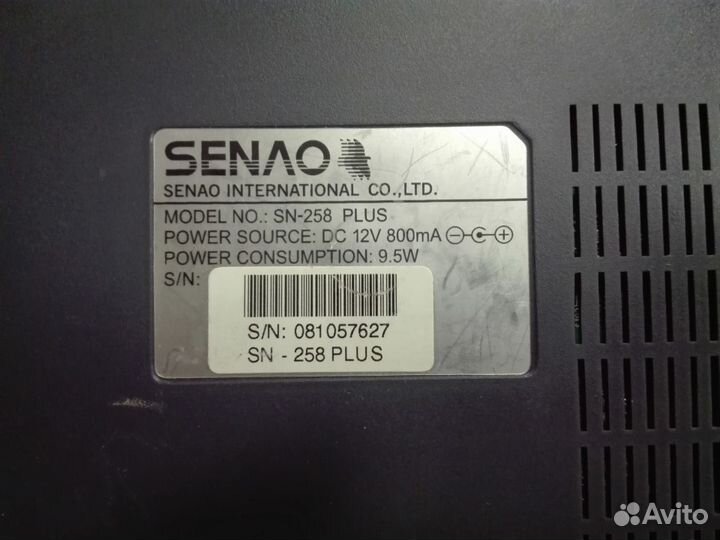 SENAO
SENAO INTERNATIONAL CO.,LTD.
MODEL NO.: SN-258 PLUS
POWER SOURCE: DC 12V 800mA
POWER CONSUMPTION: 9.5W
S/N:
S/N: 081057627
SN - 258 PLUS
Avito